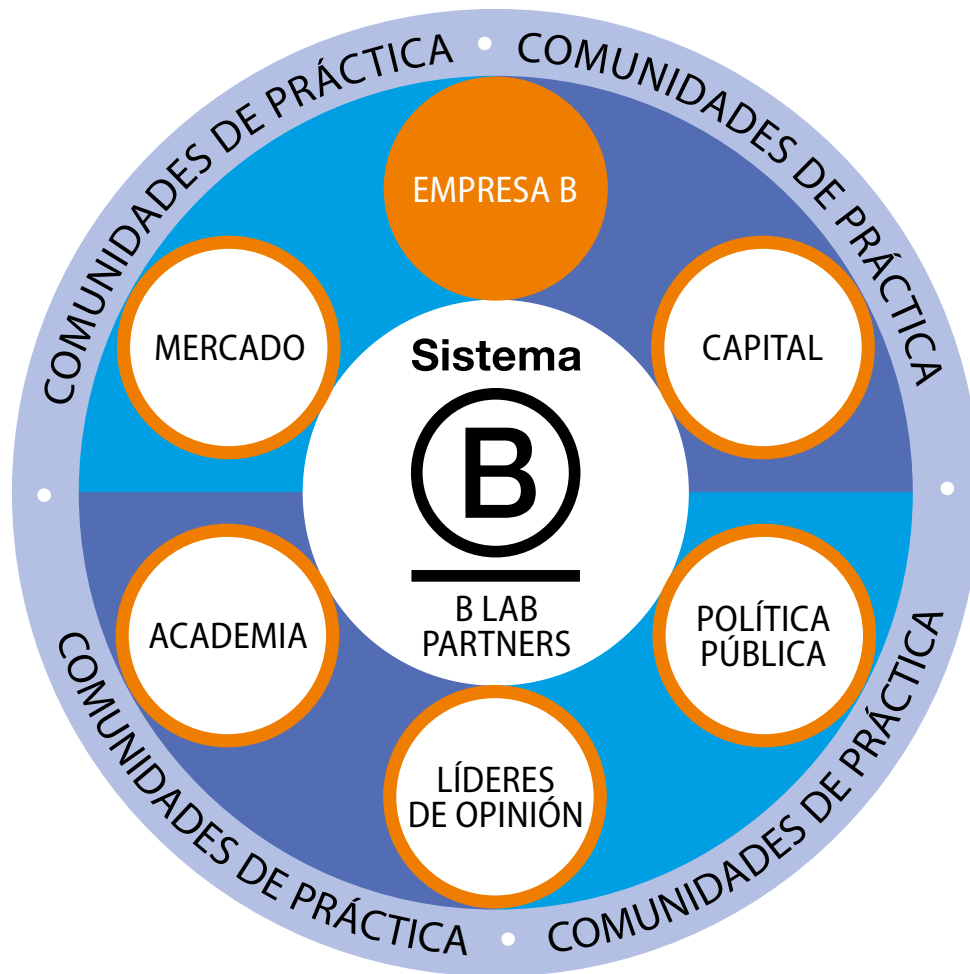 COMUNIDADES DE PRÁCTICA
COMUNIDADES DE PRÁCTICA
EMPRESA B
MERCADO
CAPITAL
Sistema
B
B LAB
PARTNERS
ACADEMIA
POLÍTICA
PÚBLICA
LÍDERES
DE OPINIÓN
COMUNIDADES DE PRÁCTICA
COMUNIDADES DE PRÁCTICA